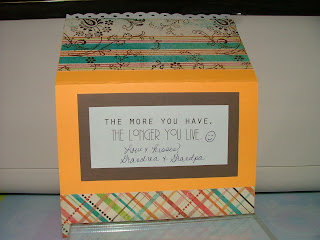 THE MORE YOU HAVE,
THE LONGER YOU LIVE.
Love & Kisses!
Grandma & Grandpa